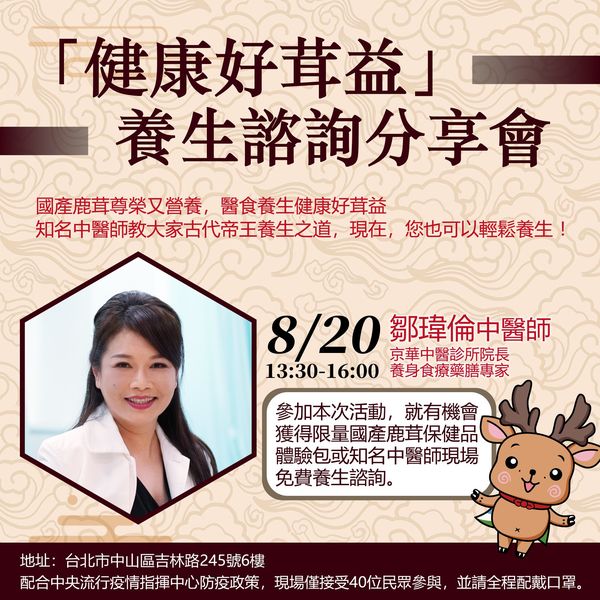 「健康好茸益」
養生諮詢分享會
國產鹿茸尊榮又營養，醫食養生健康好茸益
知名中醫師教大家古代帝王養生之道，現在，您也可以輕鬆養生！
8/20
13:30-16:00
鄒瑋倫中醫師
京華中醫診所院長
養身食療藥膳專家
參加本次活動，就有機會
獲得限量國產鹿茸保健品
體驗包或知名中醫師現場
免費養生諮詢。
地址：台北市中山區吉林路245號6樓
配合中央流行疫情指揮中心防疫政策，現場僅接受40位民眾參與，並請全程配戴口罩。